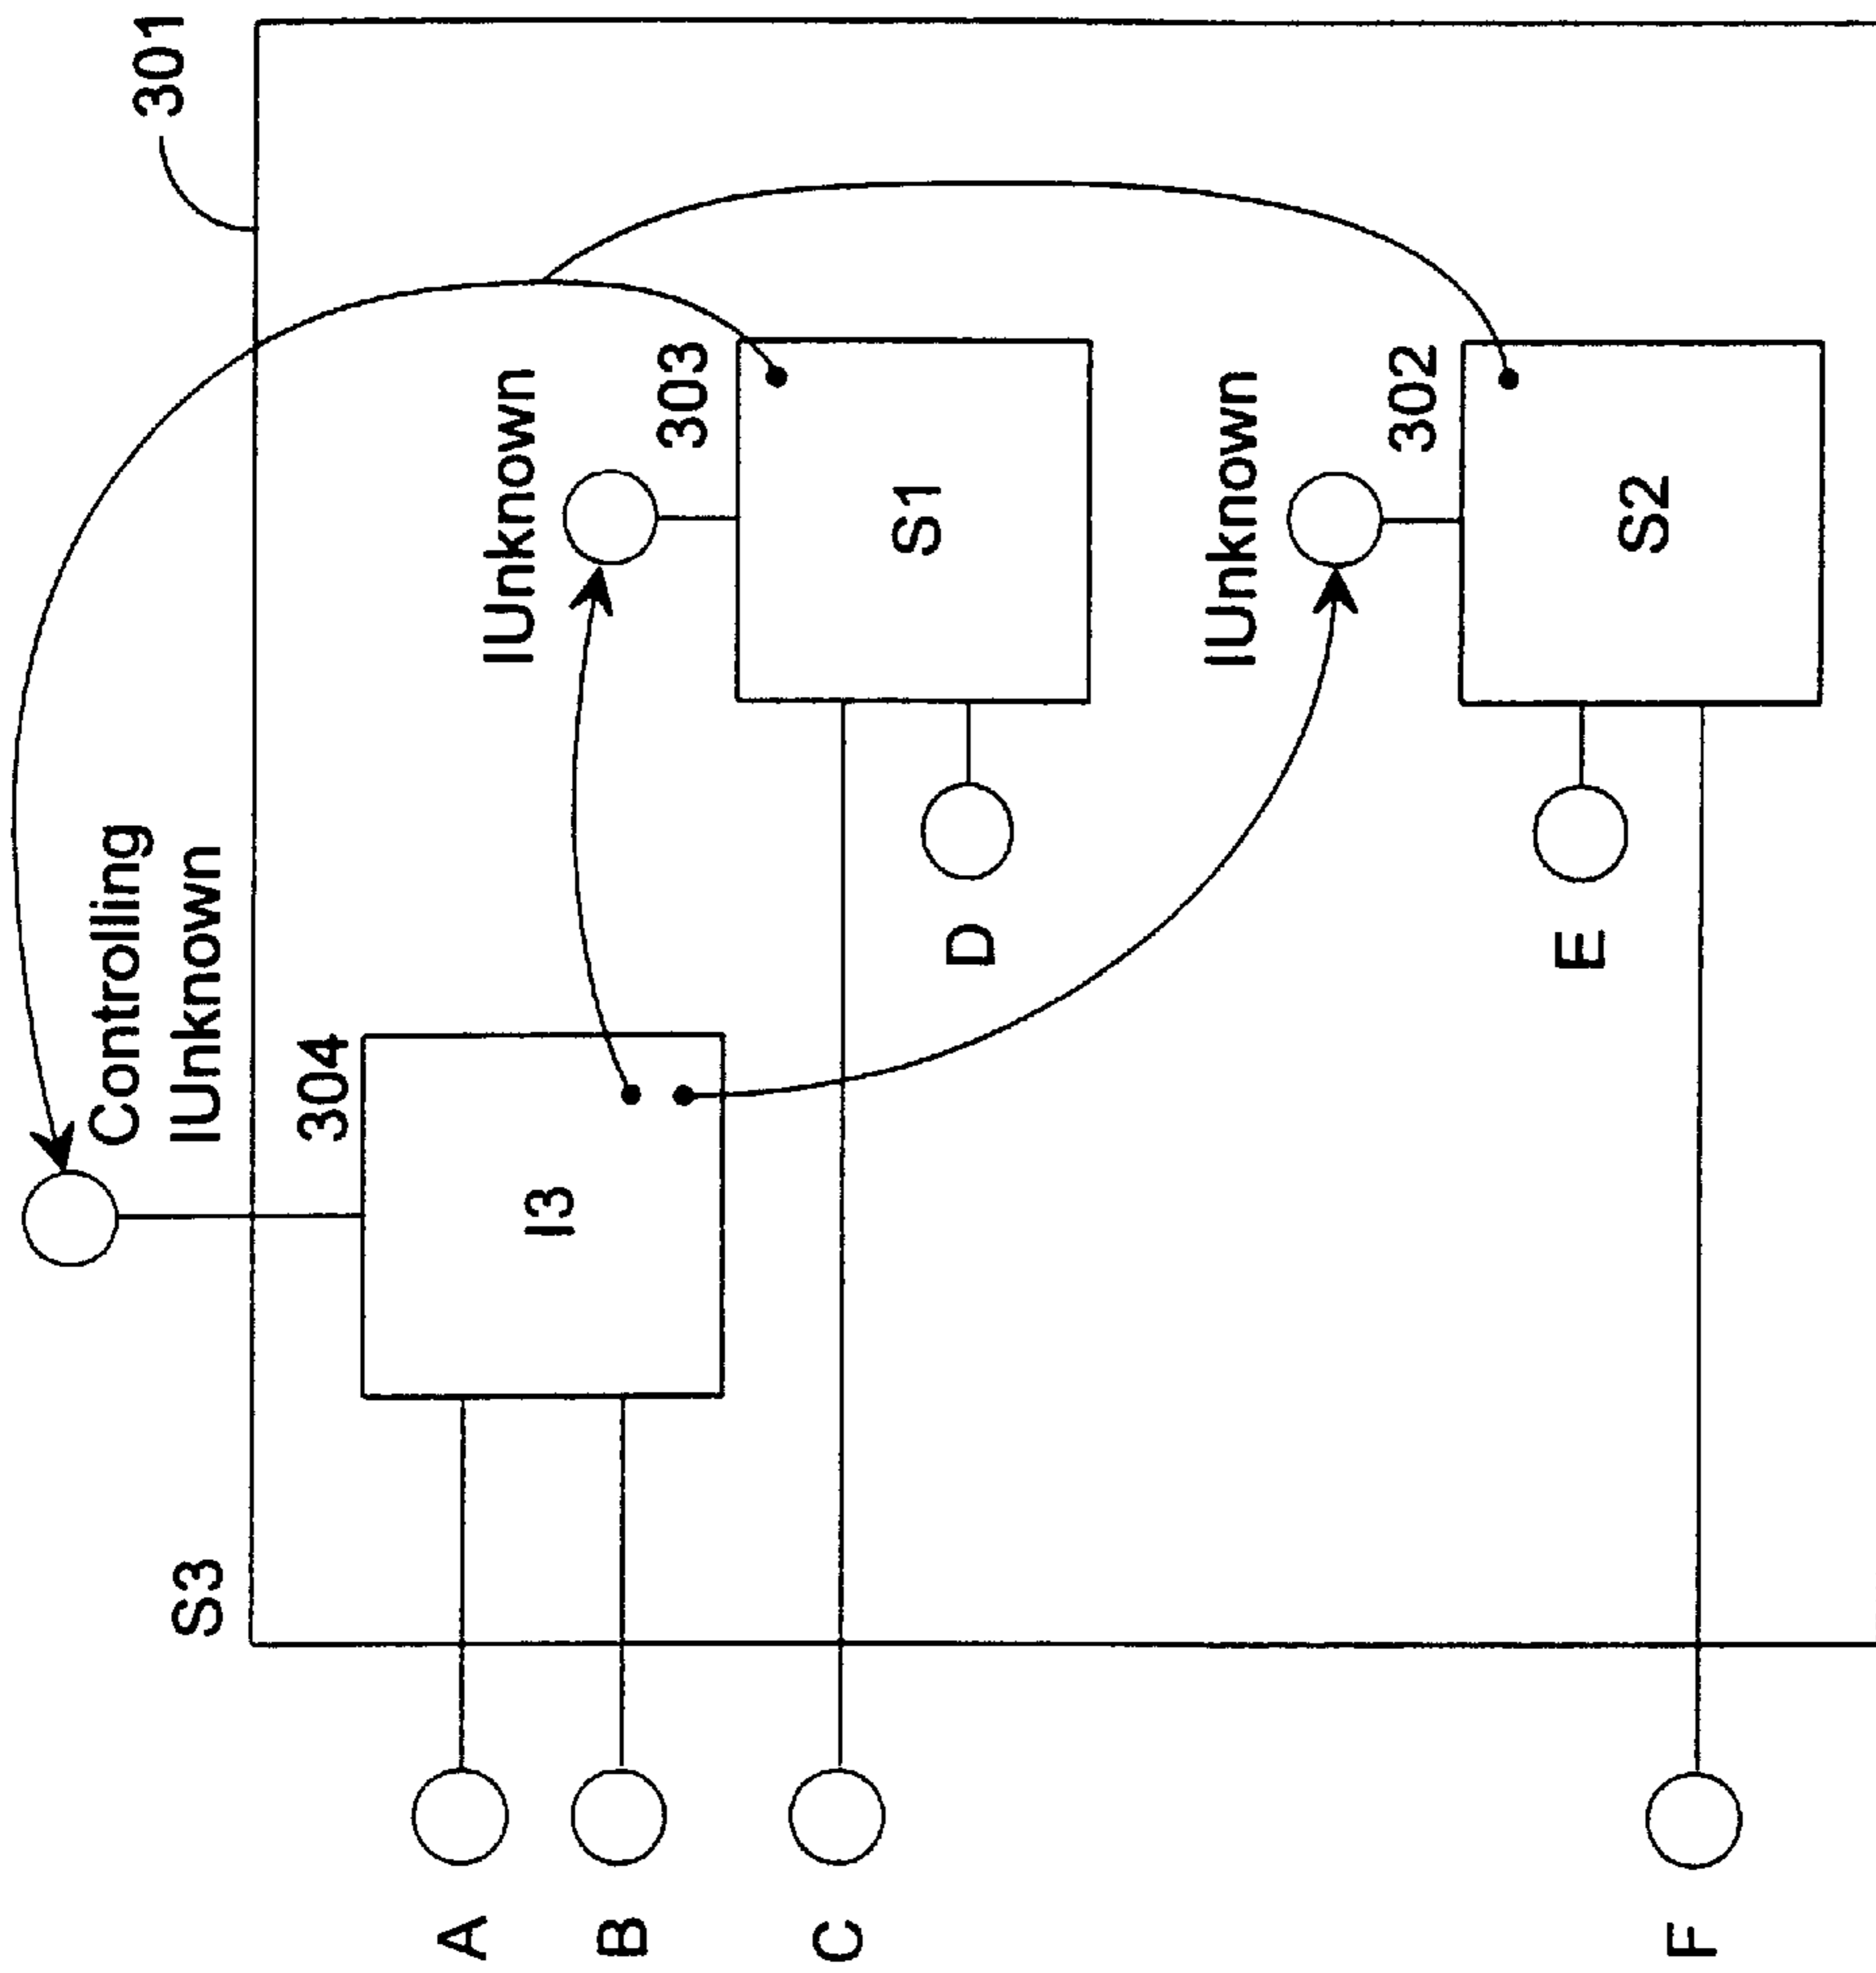 301
Controlling
IUnknown
S3
304
I3
A
B
IUnknown
303
S1
C
D
IUnknown
302
S2
E
F